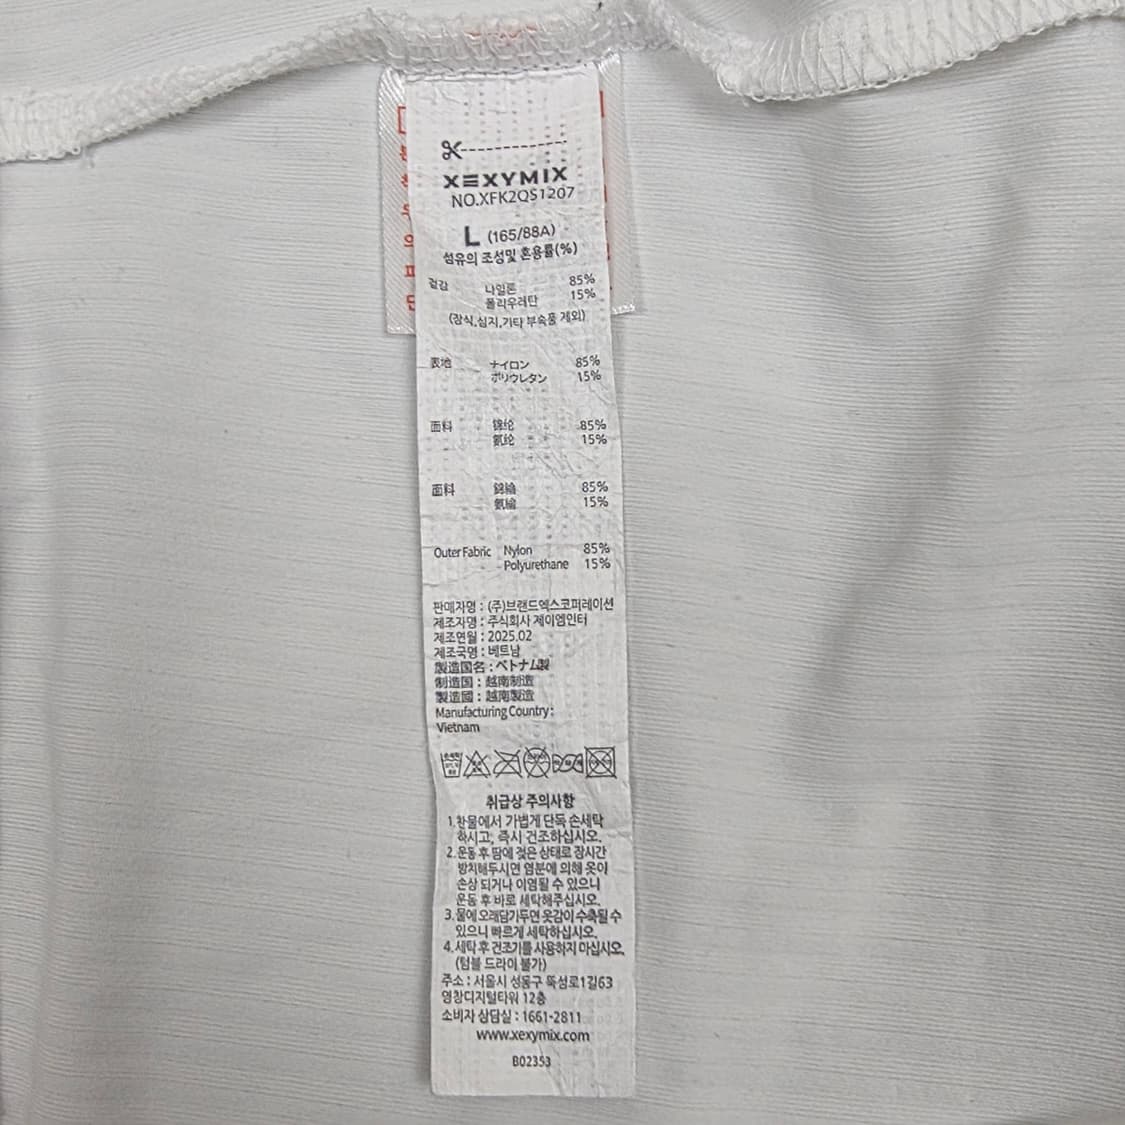 XEXYMIX
NO.XFK2QS1207
L (165/88A)
섬유의 조성및 혼용률(%)
겉감 나일론 85%
폴리우레탄 15%
(장식,심지,기타 부속품 제외)
表地 ナイロン 85%
ポリウレタン 15%
面料 锦纶 85%
氨纶 15%
面料 錦綸 85%
氨綸 15%
Outer Fabric Nylon 85%
Polyurethane 15%
판매자명 : (주)브랜드엑스코퍼레이션
제조자명 : 주식회사 제이엠인터
제조연월 : 2025.02
제조국명 : 베트남
製造国名 : ベトナム製
制造国 : 越南制造
製造國 : 越南製造
Manufacturing Country :
Vietnam
취급상 주의사항
1.찬물에서 가볍게 단독 손세탁
하시고, 즉시 건조하십시오.
2.운동 후 땀에 젖은 상태로 장시간
방치해두시면 염분에 의해 옷이
손상 되거나 이염될 수 있으니
운동 후 바로 세탁해주십시오.
3.물에 오래담가두면 옷감이 수축될 수
있으니 빠르게 세탁하십시오.
4.세탁 후 건조기를 사용하지 마십시오.
(텀블 드라이 불가)
주소 : 서울시 성동구 뚝섬로1길63
영창디지털타워 12층
소비자 상담실 : 1661-2811
www.xexymix.com
B02353